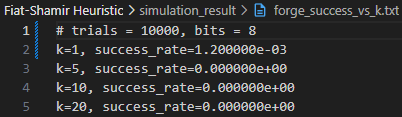 Fiat-Shamir Heuristic > simulation_result > forge_success_vs_k.txt
1 # trials = 10000, bits = 8
2 k=1, success_rate=1.200000e-03
3 k=5, success_rate=0.000000e+00
4 k=10, success_rate=0.000000e+00
5 k=20, success_rate=0.000000e+00